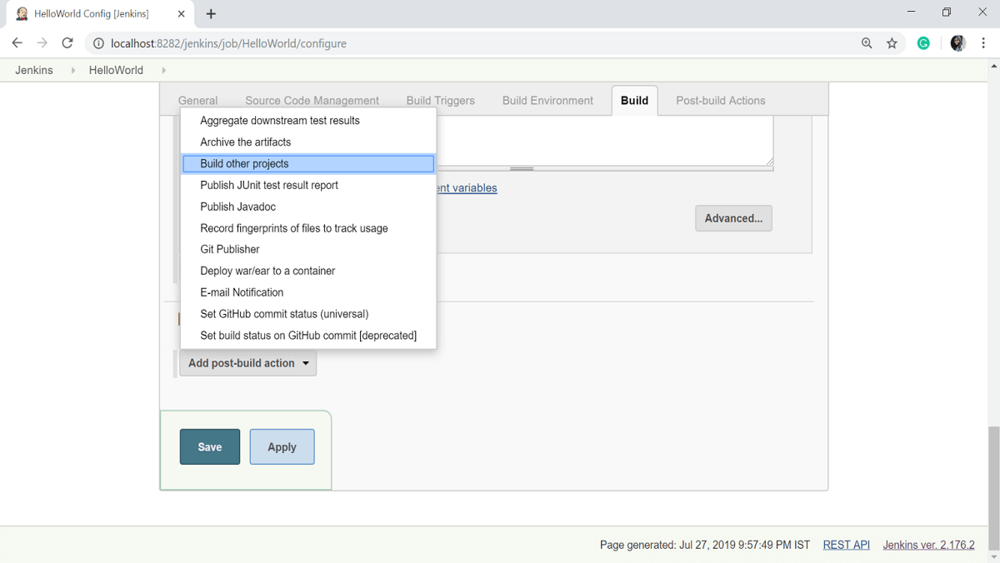 HelloWorld Config [Jenkins]
localhost:8282/jenkins/job/HelloWorld/configure
G
Jenkins
HelloWorld
General
Source Code Management
Build Triggers
Build Environment
Build
Post-build Actions
Aggregate downstream test results
Archive the artifacts
Build other projects
Publish JUnit test result report
ent variables
Publish Javadoc
Advanced...
Record fingerprints of files to track usage
Git Publisher
Deploy war/ear to a container
E-mail Notification
Set GitHub commit status (universal)
Set build status on GitHub commit [deprecated]
Add post-build action
Save
Apply
Page generated: Jul 27, 2019 9:57:49 PM IST
REST API
Jenkins ver. 2.176.2